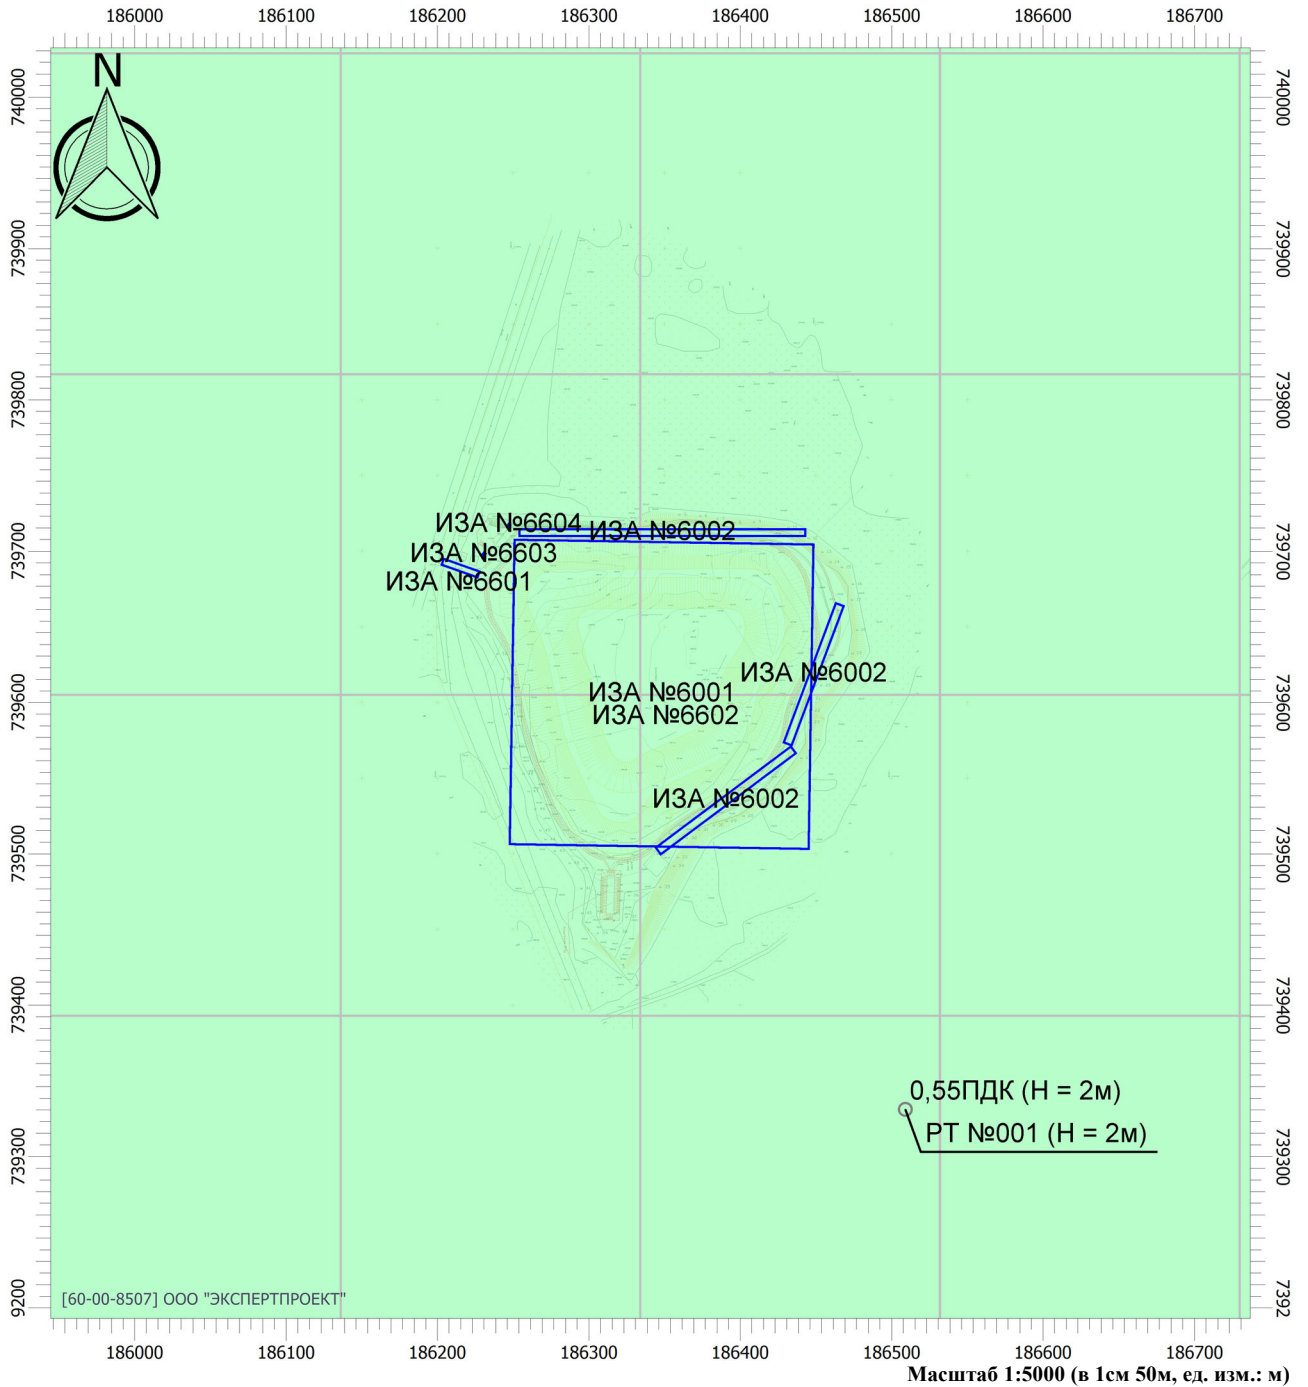 186000 186100 186200 186300 186400 186500 186600 186700
N
740000 740000
739900 739900
739800 739800
ИЗА №6604 ИЗА №6002
739700 739700
ИЗА №6603
ИЗА №6601
ИЗА №6002
ИЗА №6001
739600 739600
ИЗА №6602
ИЗА №6002
739500 739500
739400 739400
0,55ПДК (Н = 2м)
РТ №001 (Н = 2м)
739300 739300
9200 7392
[60-00-8507] ООО "ЭКСПЕРТПРОЕКТ"
186000 186100 186200 186300 186400 186500 186600 186700
Масштаб 1:5000 (в 1см 50м, ед. изм.: м)